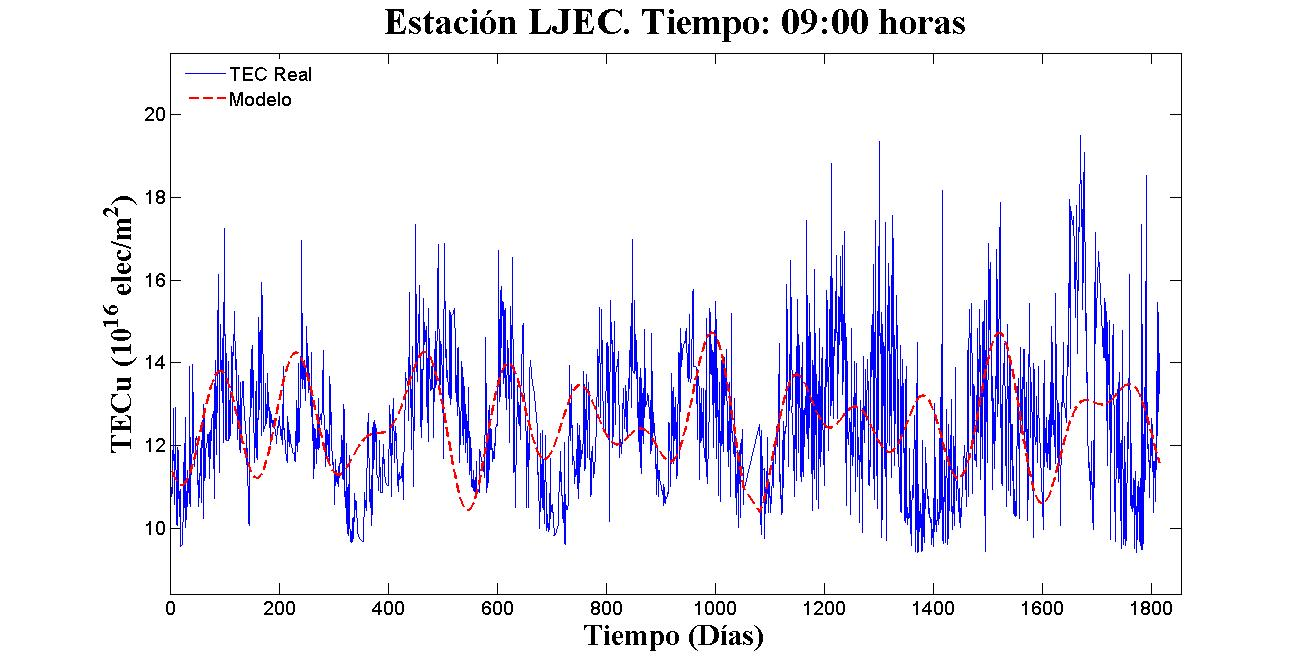 Estación LJEC. Tiempo: 09:00 horas
TEC Real
Modelo
20
18
16
14
12
10
TECu (10^16 elec/m^2)
0 200 400 600 800 1000 1200 1400 1600 1800
Tiempo (Días)